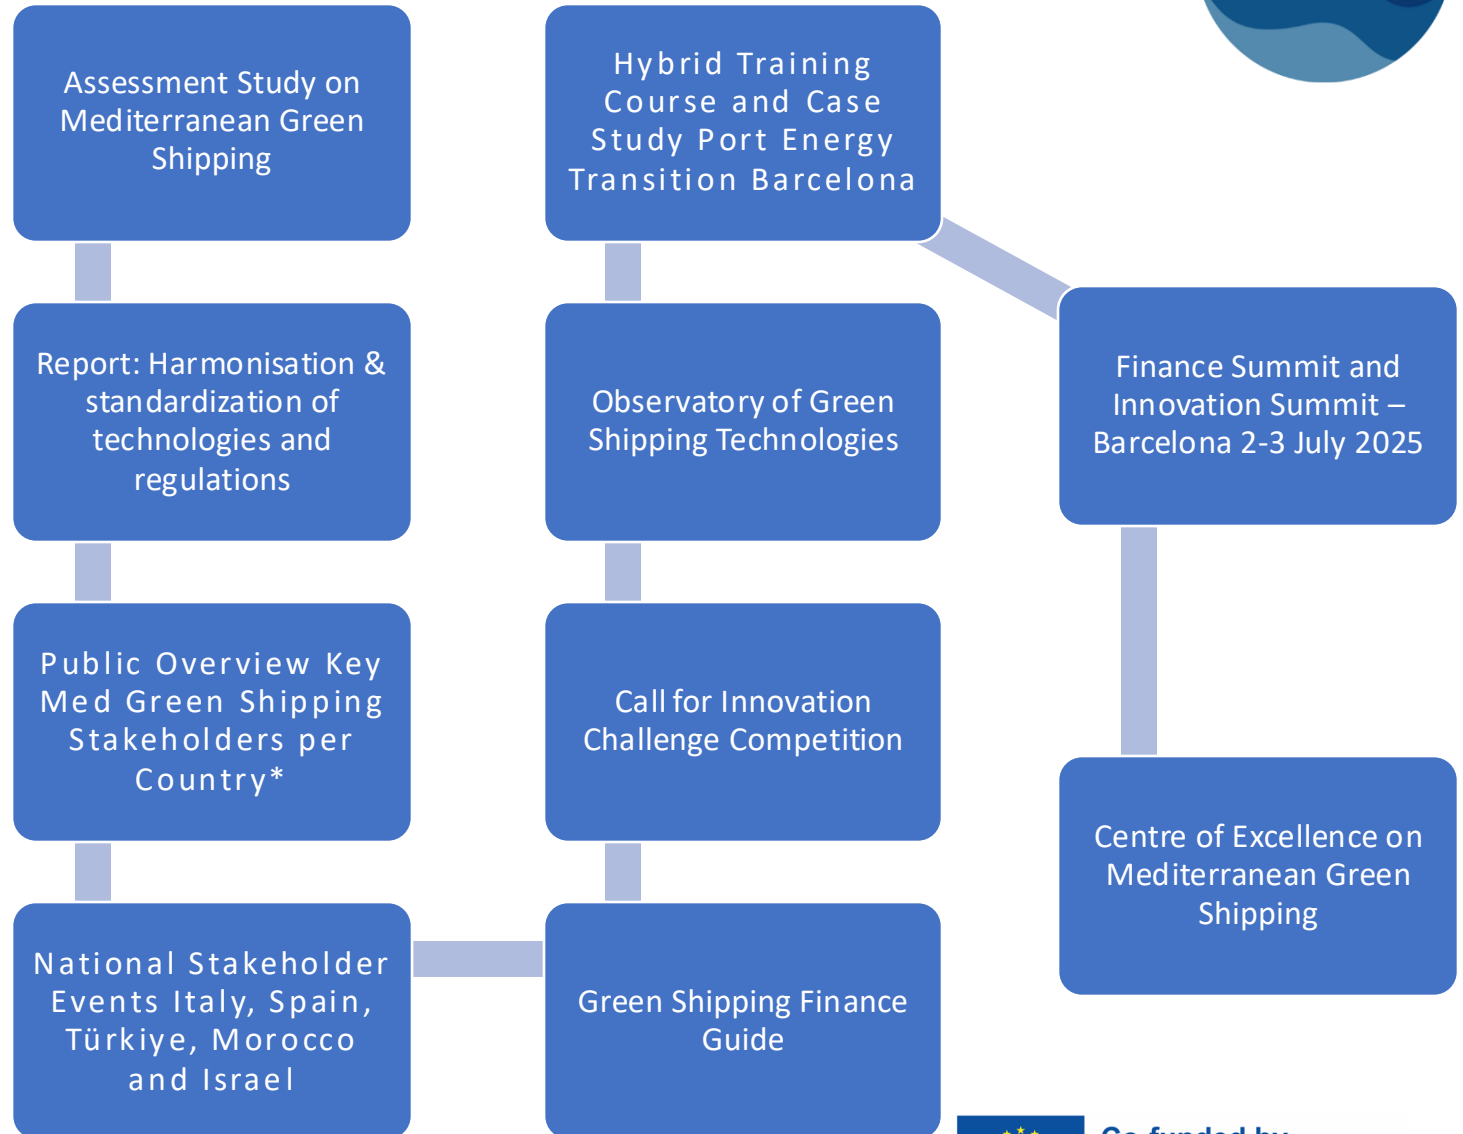 Assessment Study on
Mediterranean Green
Shipping
Report: Harmonisation &
standardization of
technologies and
regulations
Public Overview Key
Med Green Shipping
Stakeholders per
Country*
National Stakeholder
Events Italy, Spain,
Türkiye, Morocco
and Israel
Green Shipping Finance
Guide
Call for Innovation
Challenge Competition
Observatory of Green
Shipping Technologies
Hybrid Training
Course and Case
Study Port Energy
Transition Barcelona
Finance Summit and
Innovation Summit –
Barcelona 2-3 July 2025
Centre of Excellence on
Mediterranean Green
Shipping
Co-funded by